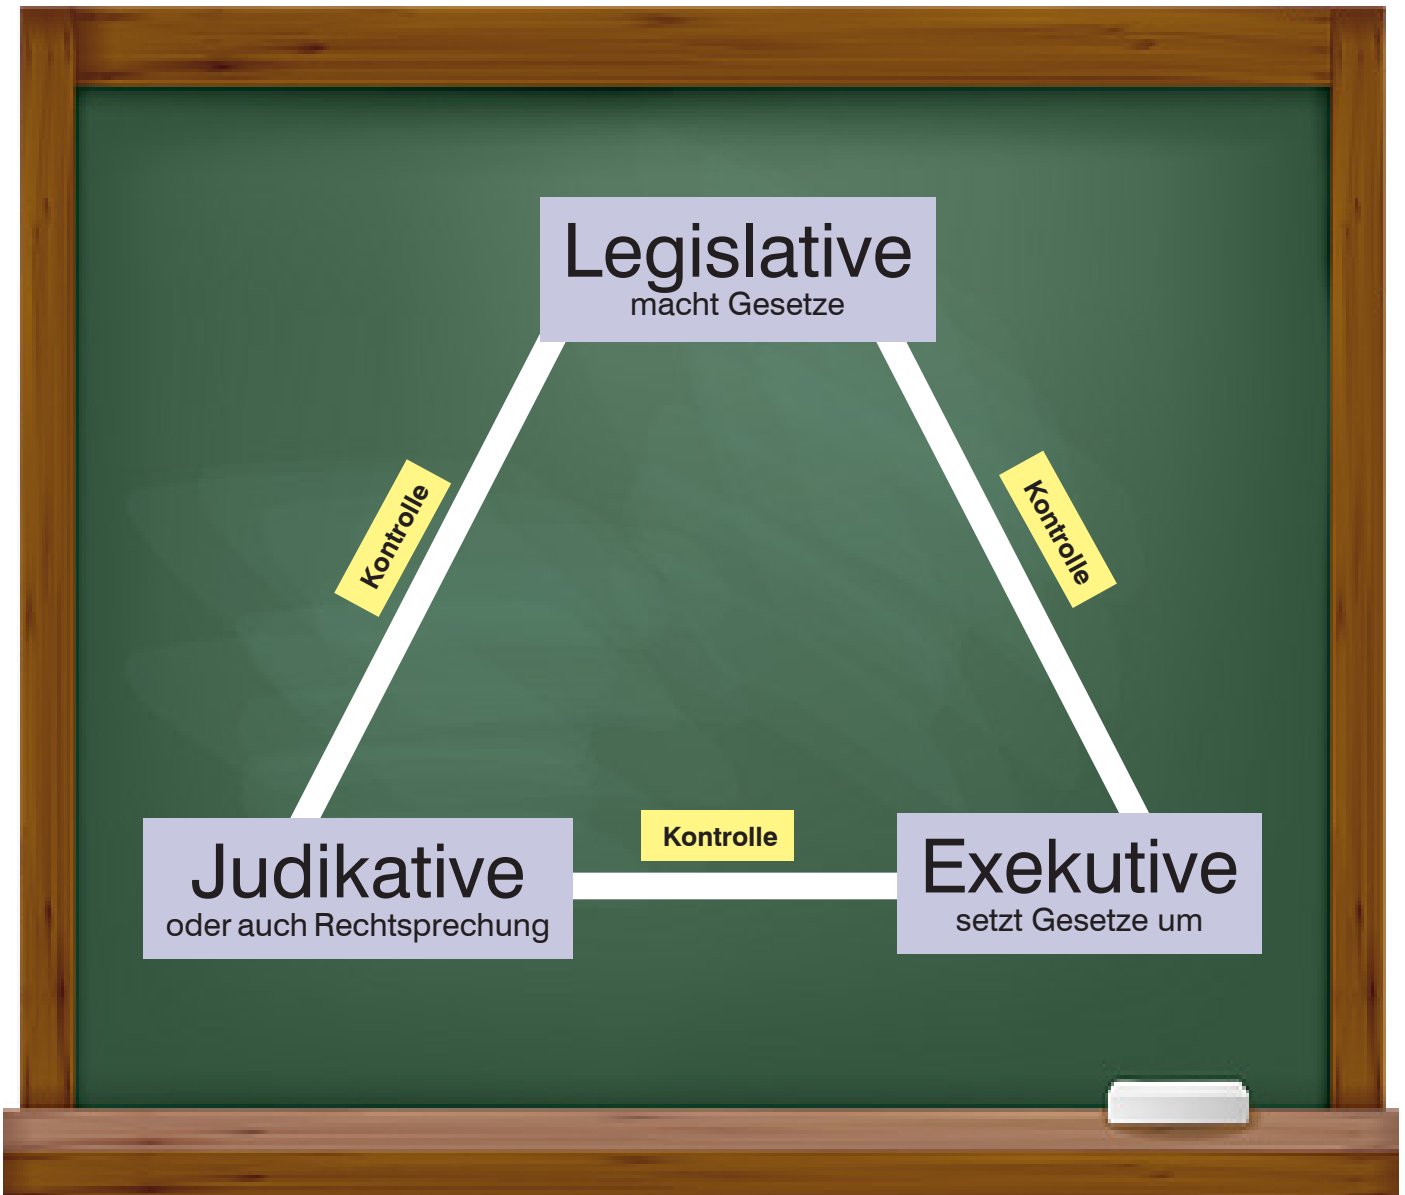 Legislative
macht Gesetze
Kontrolle
Kontrolle
Kontrolle
Judikative
oder auch Rechtsprechung
Exekutive
setzt Gesetze um